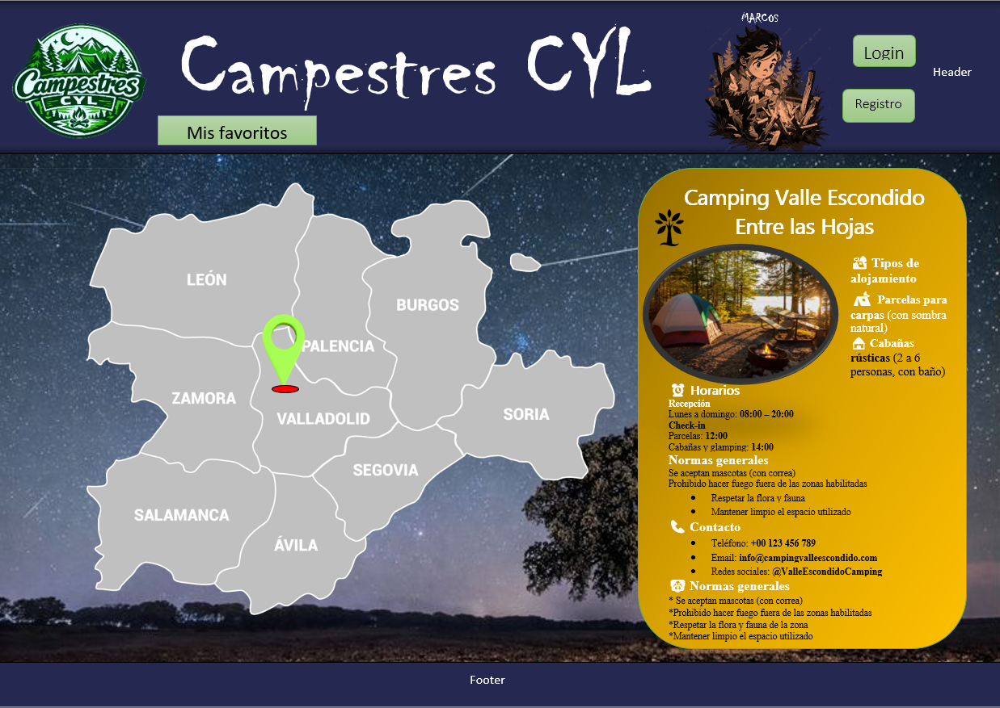 Campestres
CYL
Campestres CYL
Mis favoritos
MARCOS
Login
Registro
Header
LEÓN
BURGOS
PALENCIA
ZAMORA
VALLADOLID
SORIA
SEGOVIA
SALAMANCA
ÁVILA
Camping Valle Escondido
Entre las Hojas
Tipos de
alojamiento
Parcelas para
carpas (con sombra
natural)
Cabañas
rústicas (2 a 6
personas, con baño)
Horarios
Recepción
Lunes a domingo: 08:00 – 20:00
Check-in
Parcelas: 12:00
Cabañas y glamping: 14:00
Normas generales
Se aceptan mascotas (con correa)
Prohibido hacer fuego fuera de las zonas habilitadas
• Respetar la flora y fauna
• Mantener limpio el espacio utilizado
Contacto
• Teléfono: +00 123 456 789
• Email: info@campingvalleescondido.com
• Redes sociales: @ValleEscondidoCamping
Normas generales
* Se aceptan mascotas (con correa)
*Prohibido hacer fuego fuera de las zonas habilitadas
*Respetar la flora y fauna de la zona
*Mantener limpio el espacio utilizado
Footer